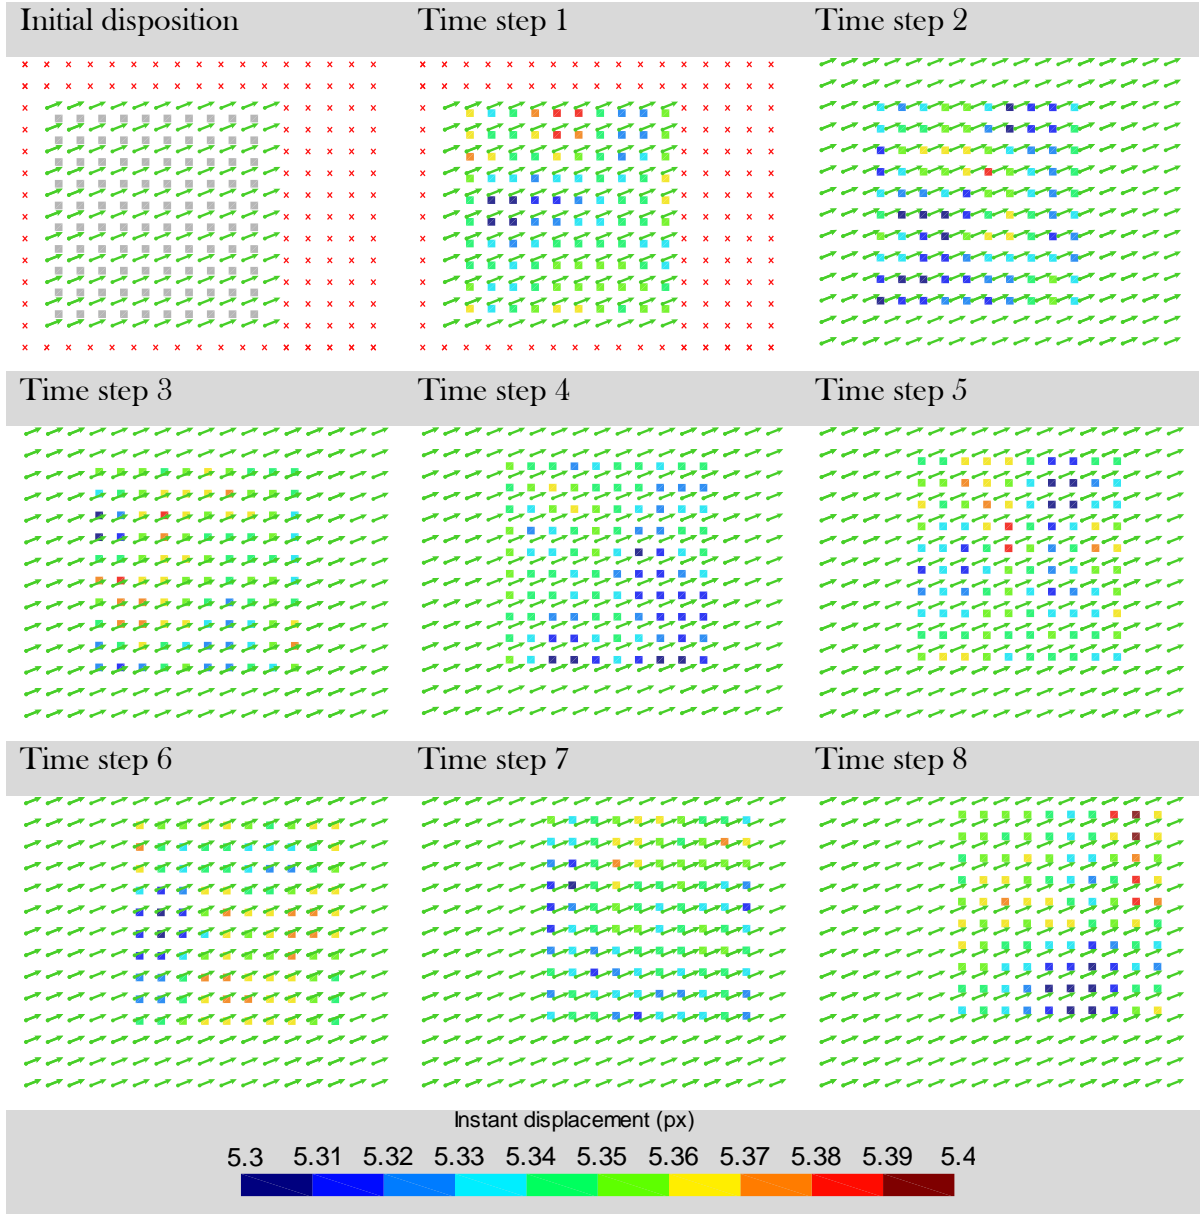 Initial disposition
Time step 1
Time step 2
Time step 3
Time step 4
Time step 5
Time step 6
Time step 7
Time step 8
Instant displacement (px)
5.3 5.31 5.32 5.33 5.34 5.35 5.36 5.37 5.38 5.39 5.4